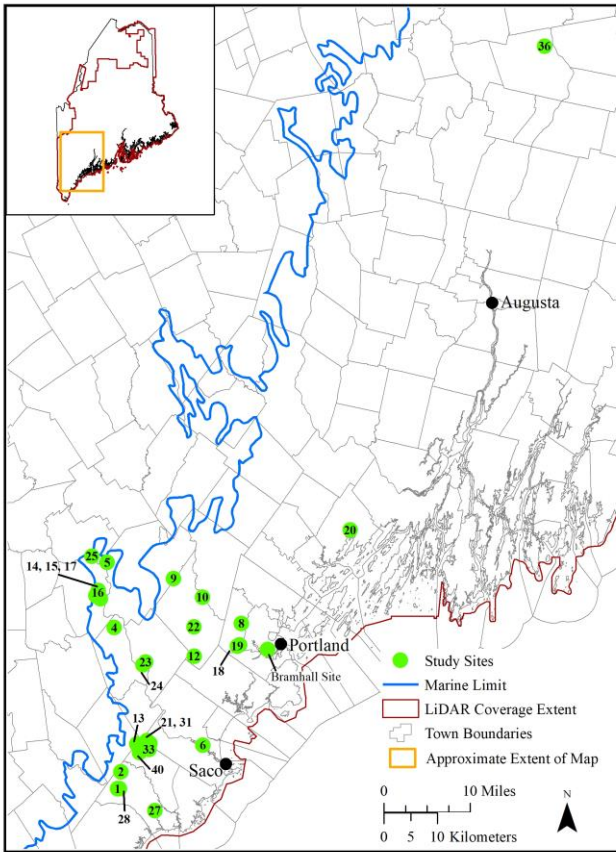 36
Augusta
20
25
5
14, 15, 17
16
9
10
4
8
22
19
Portland
18
12
Bramhall Site
23
24
13
21, 31
33
6
40
Saco
2
1
28
27
Study Sites
Marine Limit
LiDAR Coverage Extent
Town Boundaries
Approximate Extent of Map
0 10 Miles
0 5 10 Kilometers
N